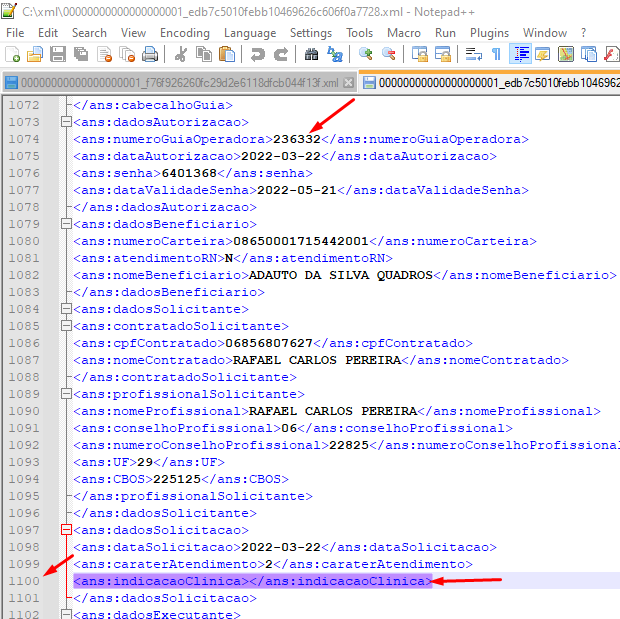 C:\xml\00000000000000000001_edb7c5010febb10469626c606f0a7728.xml - Notepad++
File Edit Search View Encoding Language Settings Tools Macro Run Plugins Window ?
00000000000000000001_f76f926260fc29d2e6118dfcb044f13f.xml 00000000000000000001_edb7c5010febb1046962
1072 </ans:cabecalhoGuia>
1073 <ans:dadosAutorizacao>
1074 <ans:numeroGuiaOperadora>236332</ans:numeroGuiaOperadora>
1075 <ans:dataAutorizacao>2022-03-22</ans:dataAutorizacao>
1076 <ans:senha>6401368</ans:senha>
1077 <ans:dataValidadeSenha>2022-05-21</ans:dataValidadeSenha>
1078 </ans:dadosAutorizacao>
1079 <ans:dadosBeneficiario>
1080 <ans:numeroCarteira>08650001715442001</ans:numeroCarteira>
1081 <ans:atendimentoRN>N</ans:atendimentoRN>
1082 <ans:nomeBeneficiario>ADAUTO DA SILVA QUADROS</ans:nomeBeneficiario>
1083 </ans:dadosBeneficiario>
1084 <ans:dadosSolicitante>
1085 <ans:contratadoSolicitante>
1086 <ans:cpfContratado>06856807627</ans:cpfContratado>
1087 <ans:nomeContratado>RAFAEL CARLOS PEREIRA</ans:nomeContratado>
1088 </ans:contratadoSolicitante>
1089 <ans:profissionalSolicitante>
1090 <ans:nomeProfissional>RAFAEL CARLOS PEREIRA</ans:nomeProfissional>
1091 <ans:conselhoProfissional>06</ans:conselhoProfissional>
1092 <ans:numeroConselhoProfissional>22825</ans:numeroConselhoProfissional
1093 <ans:UF>29</ans:UF>
1094 <ans:CBOS>225125</ans:CBOS>
1095 </ans:profissionalSolicitante>
1096 </ans:dadosSolicitante>
1097 <ans:dadosSolicitacao>
1098 <ans:dataSolicitacao>2022-03-22</ans:dataSolicitacao>
1099 <ans:caraterAtendimento>2</ans:caraterAtendimento>
1100 <ans:indicacaoClinica></ans:indicacaoClinica>
1101 </ans:dadosSolicitacao>
1102 <ans:dadosExecutante>